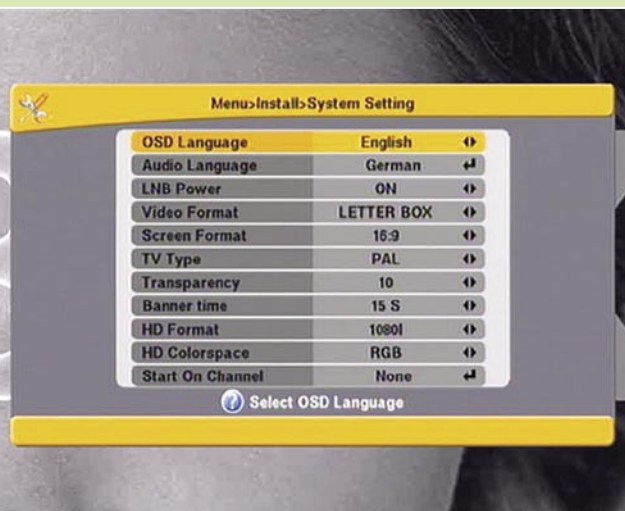 Menu>Install>System Setting
OSD Language English
Audio Language German
LNB Power ON
Video Format LETTER BOX
Screen Format 16:9
TV Type PAL
Transparency 10
Banner time 15 S
HD Format 1080I
HD Colorspace RGB
Start On Channel None
? Select OSD Language